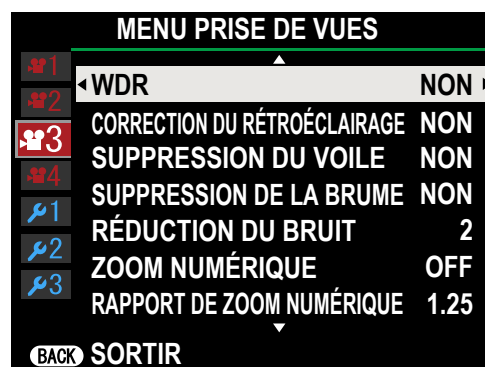 MENU PRISE DE VUES
1
2
3
4
1
2
3
WDR NON
CORRECTION DU RÉTROÉCLAIRAGE NON
SUPPRESSION DU VOILE NON
SUPPRESSION DE LA BRUME NON
RÉDUCTION DU BRUIT 2
ZOOM NUMÉRIQUE OFF
RAPPORT DE ZOOM NUMÉRIQUE 1.25
BACK SORTIR